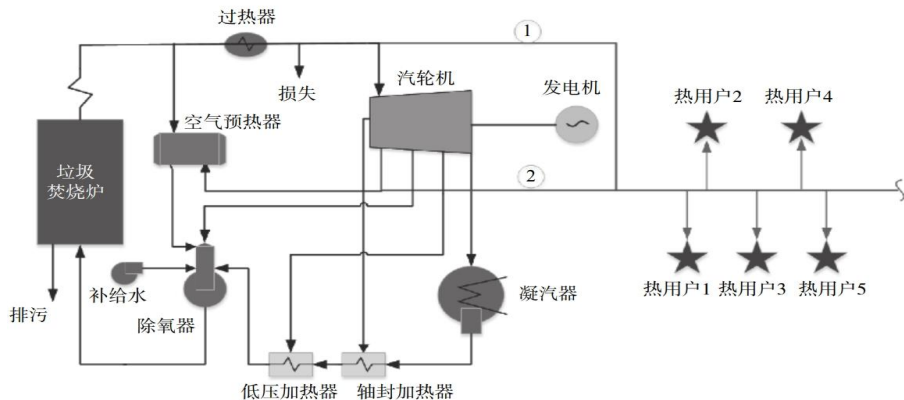 过热器
1
汽轮机
发电机
损失
热用户2
热用户4
空气预热器
垃圾
焚烧炉
2
热用户1
热用户3
热用户5
凝汽器
补给水
排污
除氧器
低压加热器
轴封加热器